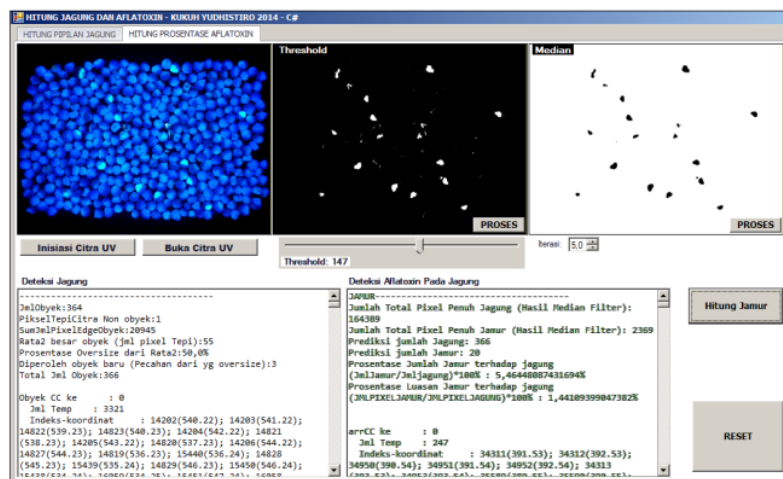 HITUNG JAGUNG DAN AFLATOXIN - KUKUH YUDHISTIRO 2014 - C#
HITUNG PIPILAN JAGUNG
HITUNG PROSENTASE AFLATOXIN
Threshold
Median
PROSES
PROSES
Inisiasi Citra UV
Buka Citra UV
Threshold: 147
Iterasi: 5,0
Deteksi Jagung
----------------------------------
JmlObyek:364
PikselTepiCitra Non obyek:1
SumJmlPixelEdgeObyek:20945
Rata2 besar obyek (jml pixel Tepi):55
Prosentase Oversize dari Rata2:50,0%
Diperoleh obyek baru (Pecahan dari yg oversize):3
Total Jml Obyek:366
Obyek CC ke : 0
Jml Temp : 3321
Indeks-koordinat : 14202(540.22); 14203(541.22);
14822(539.23); 14823(540.23); 14204(542.22); 14821
(538.23); 14205(543.22); 14820(537.23); 14206(544.22);
14827(544.23); 14819(536.23); 15440(536.24); 14828
(545.23); 15439(535.24); 14829(546.23); 15450(546.24);
Deteksi Aflatoxin Pada Jagung
JAMUR----------------------------------
Jumlah Total Pixel Penuh Jagung (Hasil Median Filter):
164389
Jumlah Total Pixel Penuh Jamur (Hasil Median Filter): 2369
Prediksi jumlah Jagung: 366
Prediksi jumlah Jamur: 20
Prosentase Jumlah Jamur terhadap jagung
(JmlJamur/Jmljagung)*100% : 5,46448087431694%
Prosentase Luasan Jamur terhadap jagung
(JMLPIXELJAMUR/JMLPIXELJAGUNG)*100% : 1,44109399047382%
arrCC ke : 0
Jml Temp : 247
Indeks-koordinat : 34311(391.53); 34312(392.53);
34950(390.54); 34951(391.54); 34952(392.54); 34313
Hitung Jamur
RESET